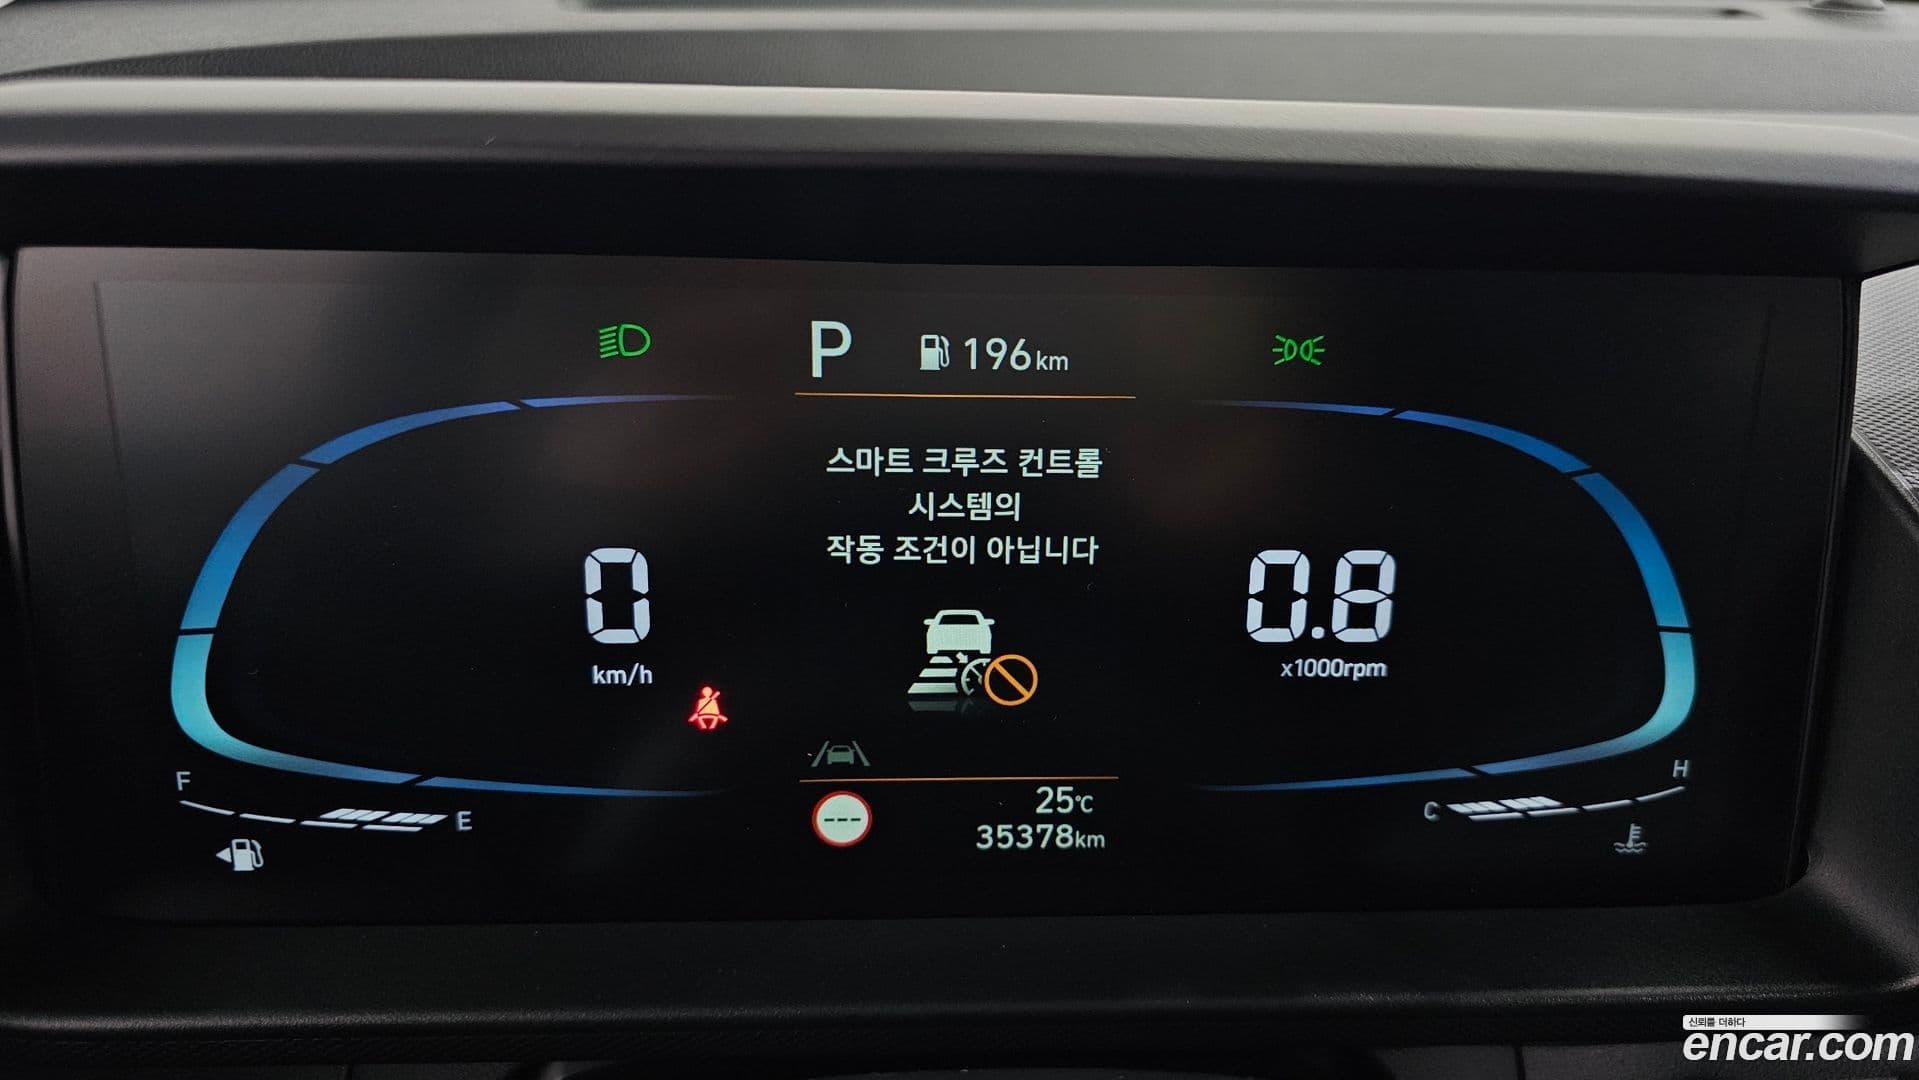 P 196km
스마트 크루즈 컨트롤
시스템의
작동 조건이 아닙니다
0
km/h
0.8
x1000rpm
F E
C H
---
25℃
35378km
신뢰를 더하다
encar.com